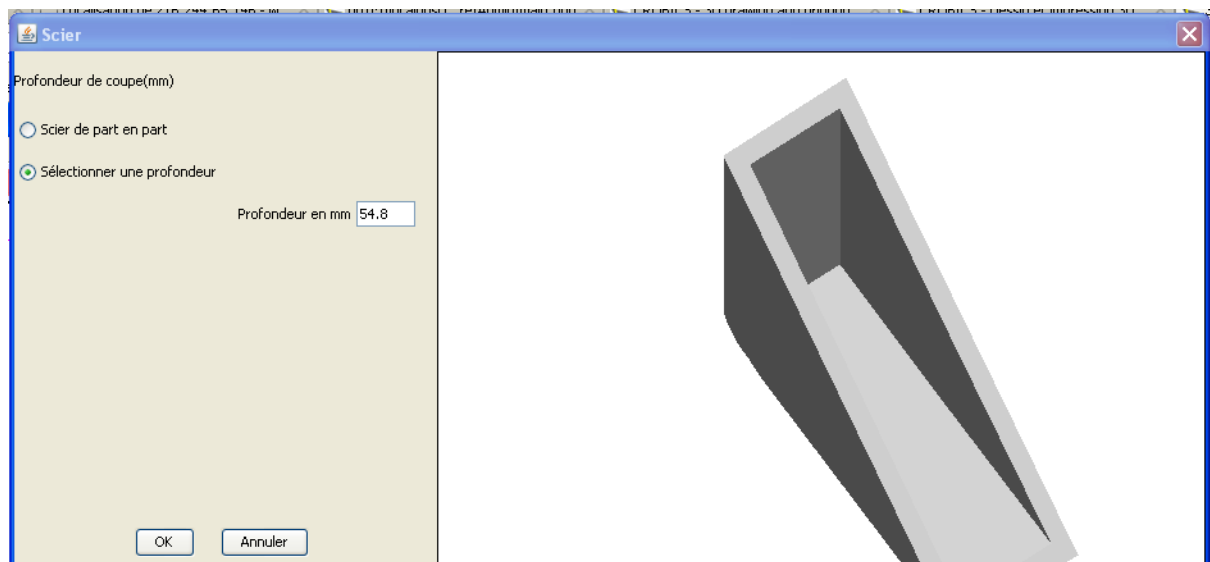 Scier
Profondeur de coupe(mm)
Scier de part en part
Sélectionner une profondeur
Profondeur en mm 54.8
OK Annuler